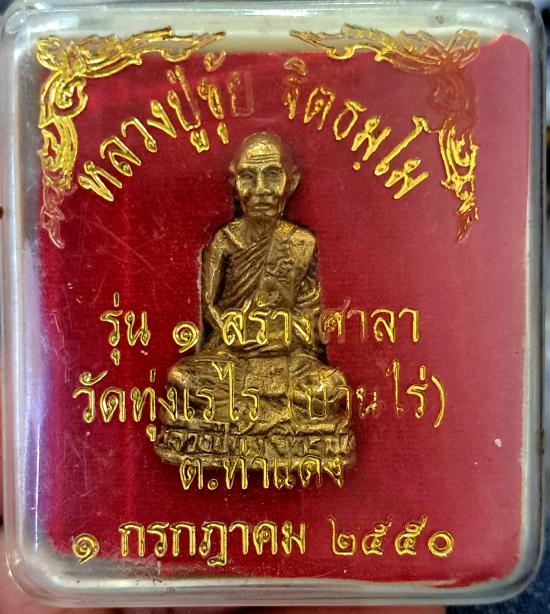 หลวงปู่ชุ้ย จิตธมฺโม
รุ่น ๑ สร้างศาลา
วัดทุ่งเรไร (บ้านไร่)
ต.ท่าแดง
๑ กรกฎาคม ๒๕๕๐